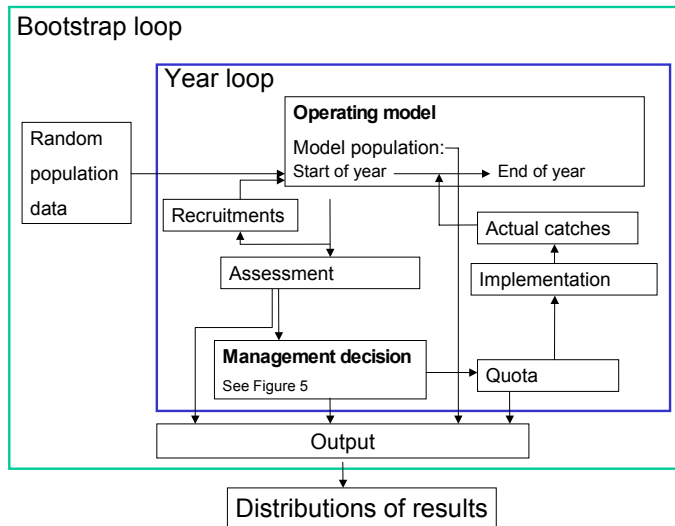 Bootstrap loop
Year loop
Operating model
Model population:
Start of year
End of year
Random
population
data
Recruitments
Actual catches
Assessment
Implementation
Management decision
See Figure 5
Quota
Output
Distributions of results